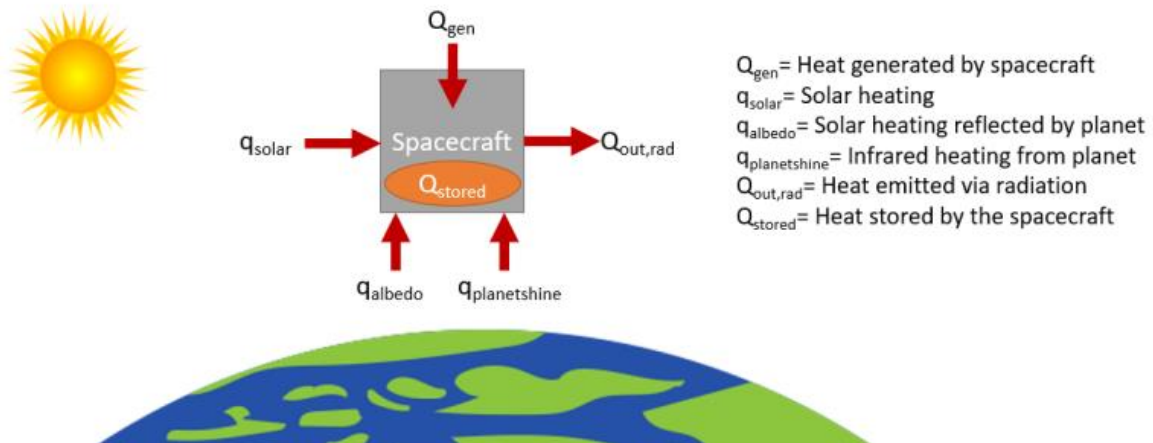 Qgen
qsolar
Spacecraft
Qout,rad
Qstored
qalbedo
qplanetshine
Qgen= Heat generated by spacecraft
qsolar= Solar heating
qalbedo= Solar heating reflected by planet
qplanetshine= Infrared heating from planet
Qout,rad= Heat emitted via radiation
Qstored= Heat stored by the spacecraft